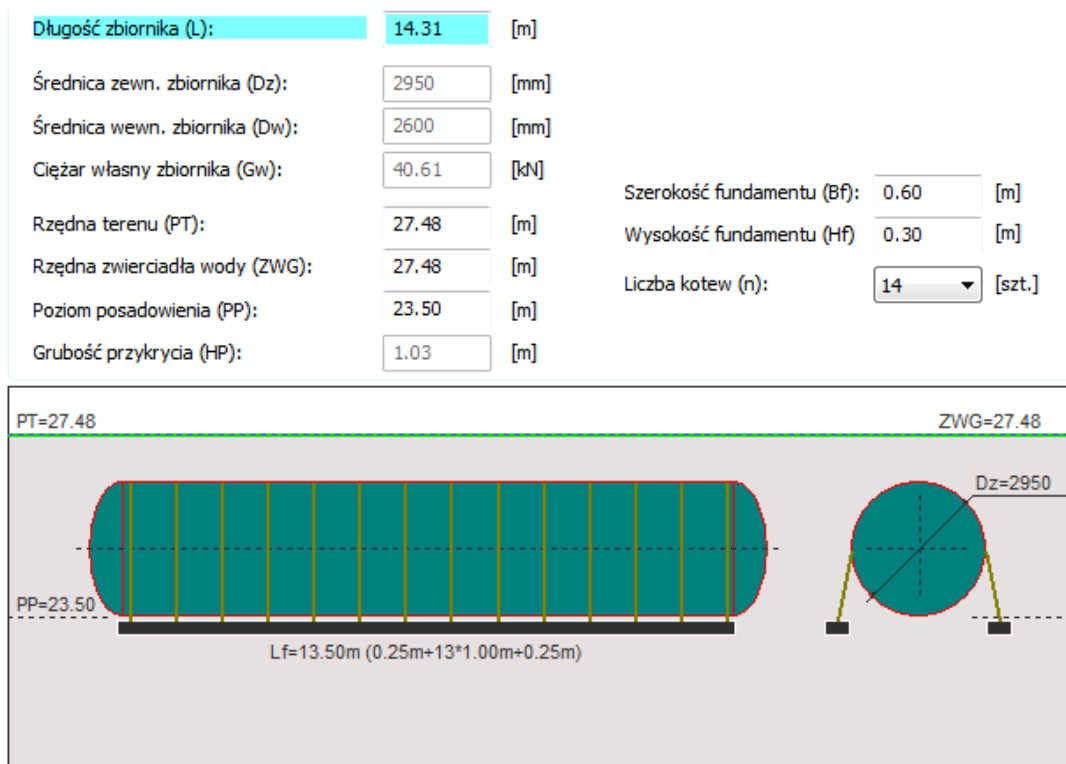 Długość zbiornika (L): 14.31 [m]
Średnica zewn. zbiornika (Dz): 2950 [mm]
Średnica wewn. zbiornika (Dw): 2600 [mm]
Ciężar własny zbiornika (Gw): 40.61 [kN]
Szerokość fundamentu (Bf): 0.60 [m]
Rzędna terenu (PT): 27.48 [m]
Wysokość fundamentu (Hf) 0.30 [m]
Rzędna zwierciadła wody (ZWG): 27.48 [m]
Liczba kotew (n): 14 [szt.]
Poziom posadowienia (PP): 23.50 [m]
Grubość przykrycia (HP): 1.03 [m]
PT=27.48 ZWG=27.48
Dz=2950
PP=23.50
Lf=13.50m (0.25m+13*1.00m+0.25m)